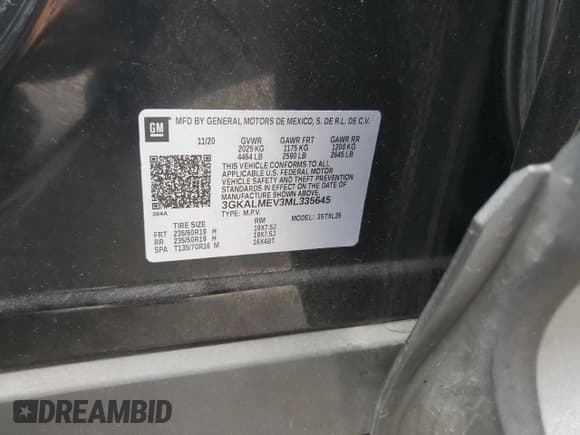 GM
MFD BY GENERAL MOTORS DE MEXICO, S. DE R.L. DE C.V.
11/20 GVWR GAWR FRT GAWR RR
2025 KG 1175 KG 1200 KG
4464 LB 2590 LB 2645 LB
THIS VEHICLE CONFORMS TO ALL
APPLICABLE U.S. FEDERAL MOTOR
VEHICLE SAFETY AND THEFT PREVENTION
STANDARDS IN EFFECT ON THE DATE OF
MANUFACTURE SHOWN ABOVE.
3GKALMEV3ML335645
TYPE: M.P.V. MODEL: 3STXL26
384A
TIRE SIZE RIM
FRT 235/50R19 H 19X7.5J
RR 235/50R19 H 19X7.5J
SPA T135/70R16 M 16X4BT
DREAMBID